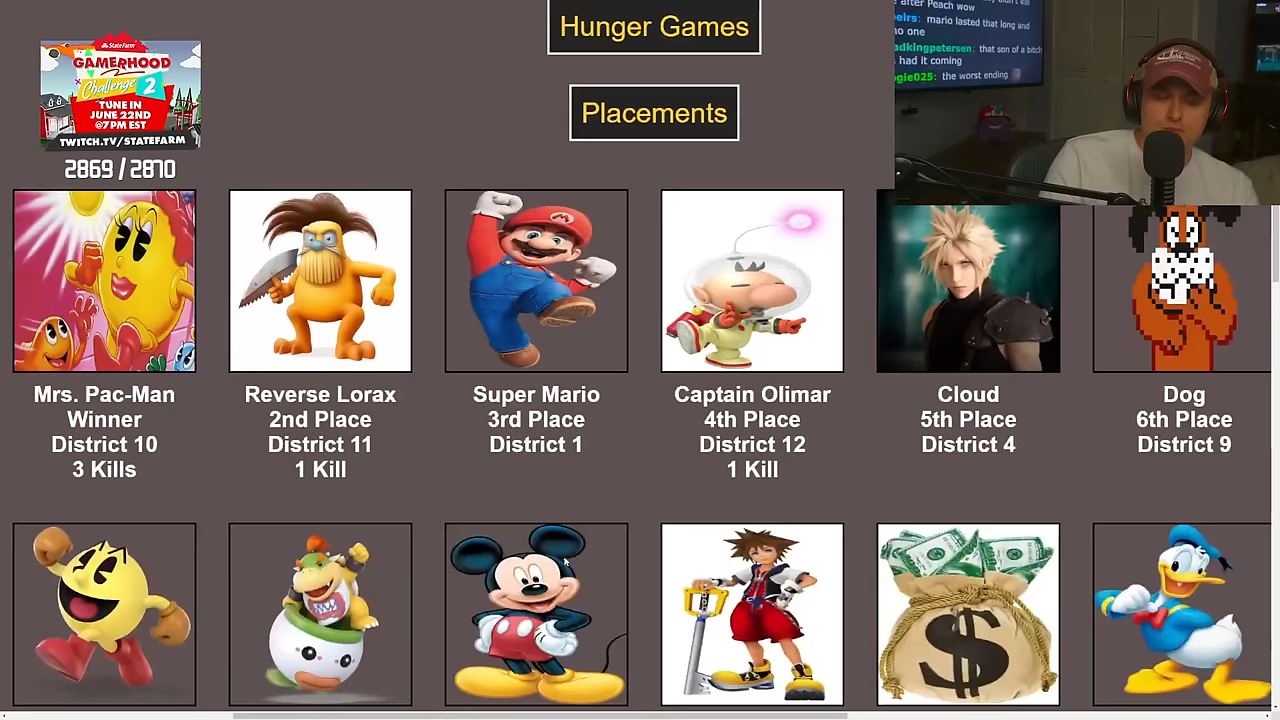 Hunger Games
Placements
StateFarm
GAMERHOOD
Challenge 2
TUNE IN
JUNE 22ND
@7PM EST
TWITCH.TV/STATEFARM
2869 / 2870
after Peach wow
eirs: mario lasted that long and
no one
adkingpetersen: that son of a bitch
had it coming
gie025: the worst ending
Mrs. Pac-Man
Winner
District 10
3 Kills
Reverse Lorax
2nd Place
District 11
1 Kill
Super Mario
3rd Place
District 1
Captain Olimar
4th Place
District 12
1 Kill
Cloud
5th Place
District 4
Dog
6th Place
District 9
M
$